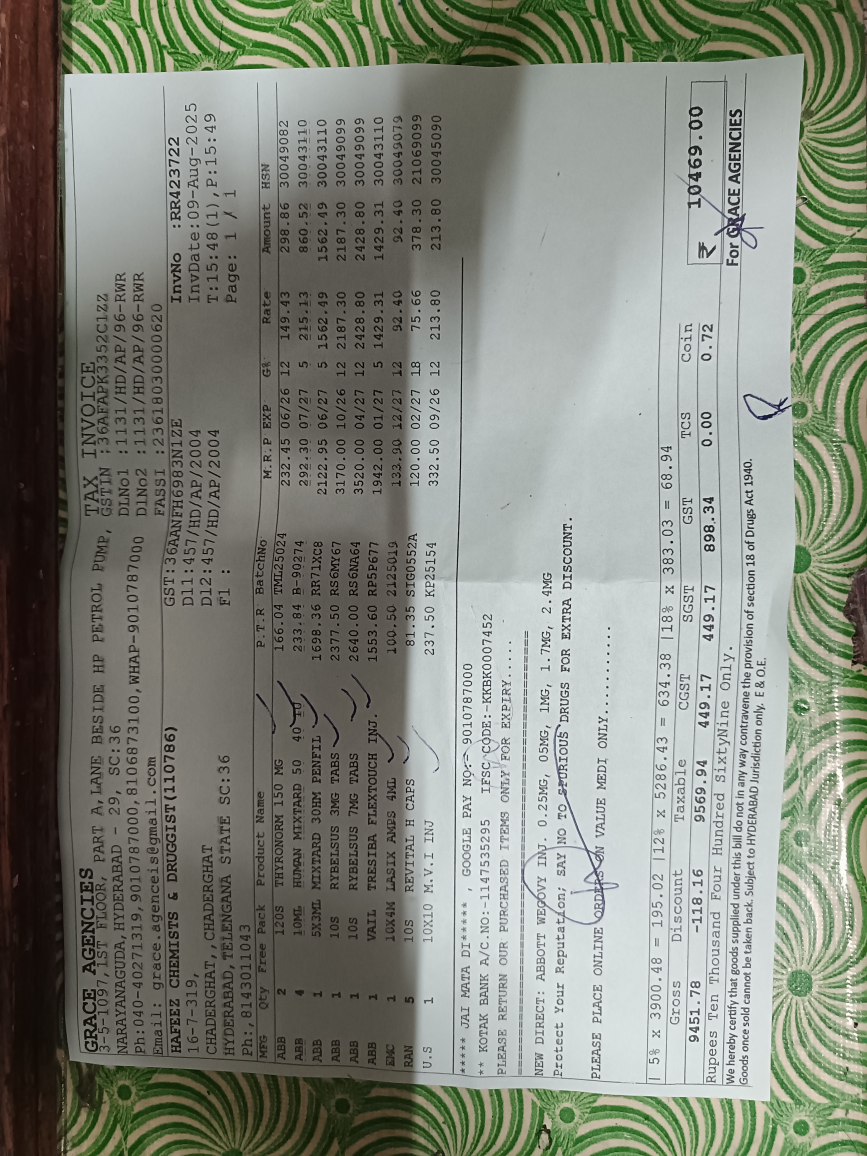 GRACE AGENCIES
3-5-1097,1ST FLOOR, PART A,LANE BESIDE HP PETROL PUMP,
NARAYANAGUDA,HYDERABAD - 29, SC:36
Ph:040-40271319,9010787000,8106873100,WHAP-9010787000
Email: grace.agenceis@gmail.com
TAX INVOICE
GSTIN :36AFAPK3352C1ZZ
DLNo1 :1131/HD/AP/96-RWR
DlNo2 :1131/HD/AP/96-RWR
FASSI :23618030000620
HAFEEZ CHEMISTS & DRUGGIST(110786)
16-7-319,
CHADERGHAT,,CHADERGHAT
HYDERABAD,TELENGANA STATE SC:36
Ph:,8143011043
GST:36AANFH6983N1ZE
D11:457/HD/AP/2004
D12:457/HD/AP/2004
Fl :
InvNo :RR423722
InvDate:09-Aug-2025
T:15:48(1),P:15:49
Page: 1 / 1
MFG Qty Free Pack Product Name P.T.R BatchNo M.R.P EXP G% Rate Amount HSN
ABB 2 120S THYRONORM 150 MG 166.04 TML25024 232.45 06/26 12 149.43 298.86 30049082
ABB 4 10ML HUMAN MIXTARD 50 40 10 233.84 B-90274 292.30 07/27 5 215.13 860.52 30043110
ABB 1 5X3ML MIXTARD 30HM PENFIL 1698.36 RR71XC8 2122.95 06/27 5 1562.49 1562.49 30043110
ABB 1 10S RYBELSUS 3MG TABS 2377.50 RS6MY67 3170.00 10/26 12 2187.30 2187.30 30049099
ABB 1 10S RYBELSUS 7MG TABS 2640.00 RS6NA64 3520.00 04/27 12 2428.80 2428.80 30049099
ABB 1 VAIL TRESIBA FLEXTOUCH INJ. 1553.60 RP5P677 1942.00 01/27 5 1429.31 1429.31 30043110
EMC 1 10X4M LASIX AMPS 4ML 100.50 2125019 133.90 12/27 12 92.40 92.40 30049079
RAN 5 10S REVITAL H CAPS 81.35 SIG0552A 120.00 02/27 18 75.66 378.30 21069099
U.S 1 10X10 M.V.I INJ 237.50 KP25154 332.50 09/26 12 213.80 213.80 30045090
***** JAI MATA DI***** , GOOGLE PAY NO:- 9010787000
** KOTAK BANK A/C.NO:-1147535295 IFSC CODE:-KKBK0007452
PLEASE RETURN OUR PURCHASED ITEMS ONLY FOR EXPIRY.....
NEW DIRECT: ABBOTT WEGOVY INJ. 0.25MG, 05MG, 1MG, 1.7MG, 2.4MG
Protect Your Reputation; SAY NO TO SPURIOUS DRUGS FOR EXTRA DISCOUNT.
PLEASE PLACE ONLINE ORDERS ON VALUE MEDI ONLY............
| 5% x 3900.48 = 195.02 |12% x 5286.43 = 634.38 |18% x 383.03 = 68.94
Gross Discount Taxable CGST SGST GST TCS Coin
9451.78 -118.16 9569.94 449.17 449.17 898.34 0.00 0.72
₹ 10469.00
Rupees Ten Thousand Four Hundred SixtyNine Only.
We hereby certify that goods supplied under this bill do not in any way contravene the provision of section 18 of Drugs Act 1940.
Goods once sold cannot be taken back. Subject to HYDERABAD Jurisdiction only. E & O.E.
For GRACE AGENCIES